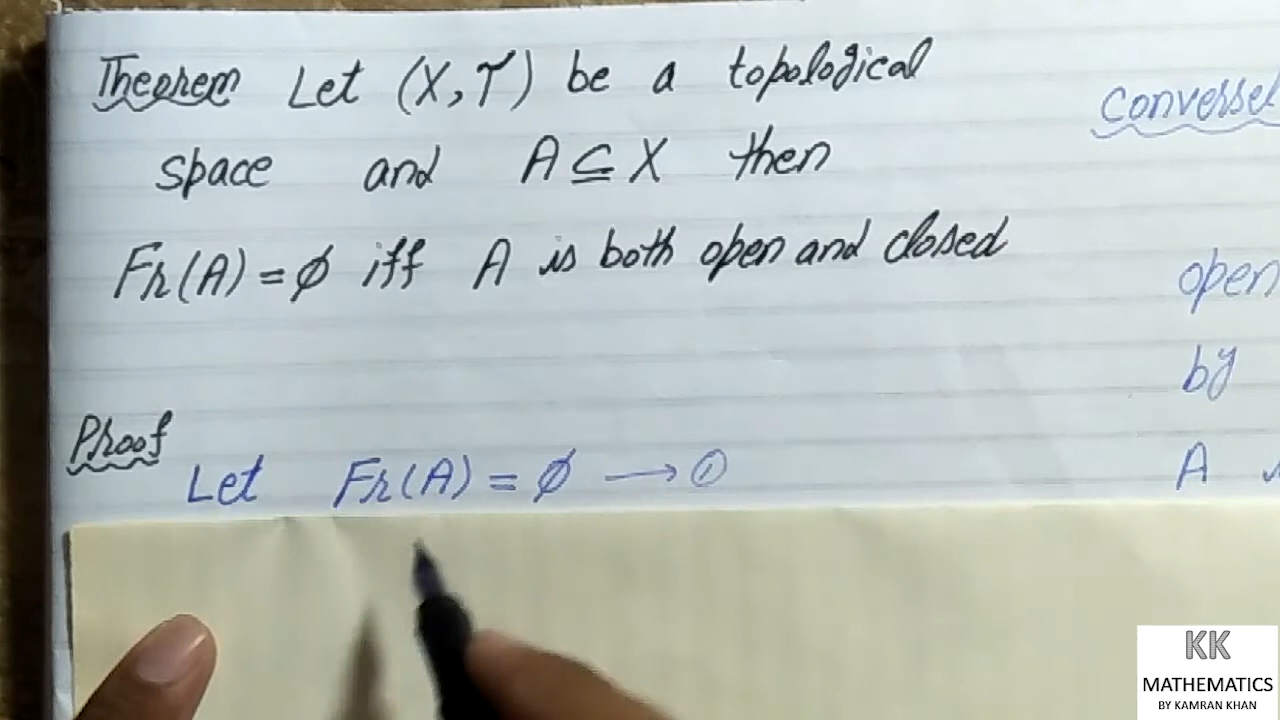 Theorem Let (X, τ) be a topological
space and A ⊆ X then
Fr(A) = ϕ iff A is both open and closed
Proof
Let Fr(A) = ϕ → ①
open
by
A
KK
MATHEMATICS
BY KAMRAN KHAN